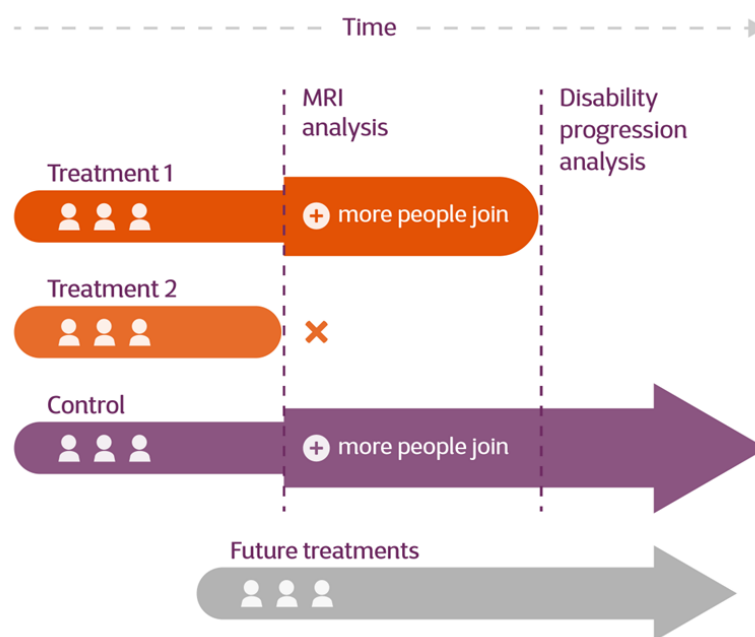 Time
MRI
analysis
Disability
progression
analysis
Treatment 1
more people join
Treatment 2
Control
more people join
Future treatments